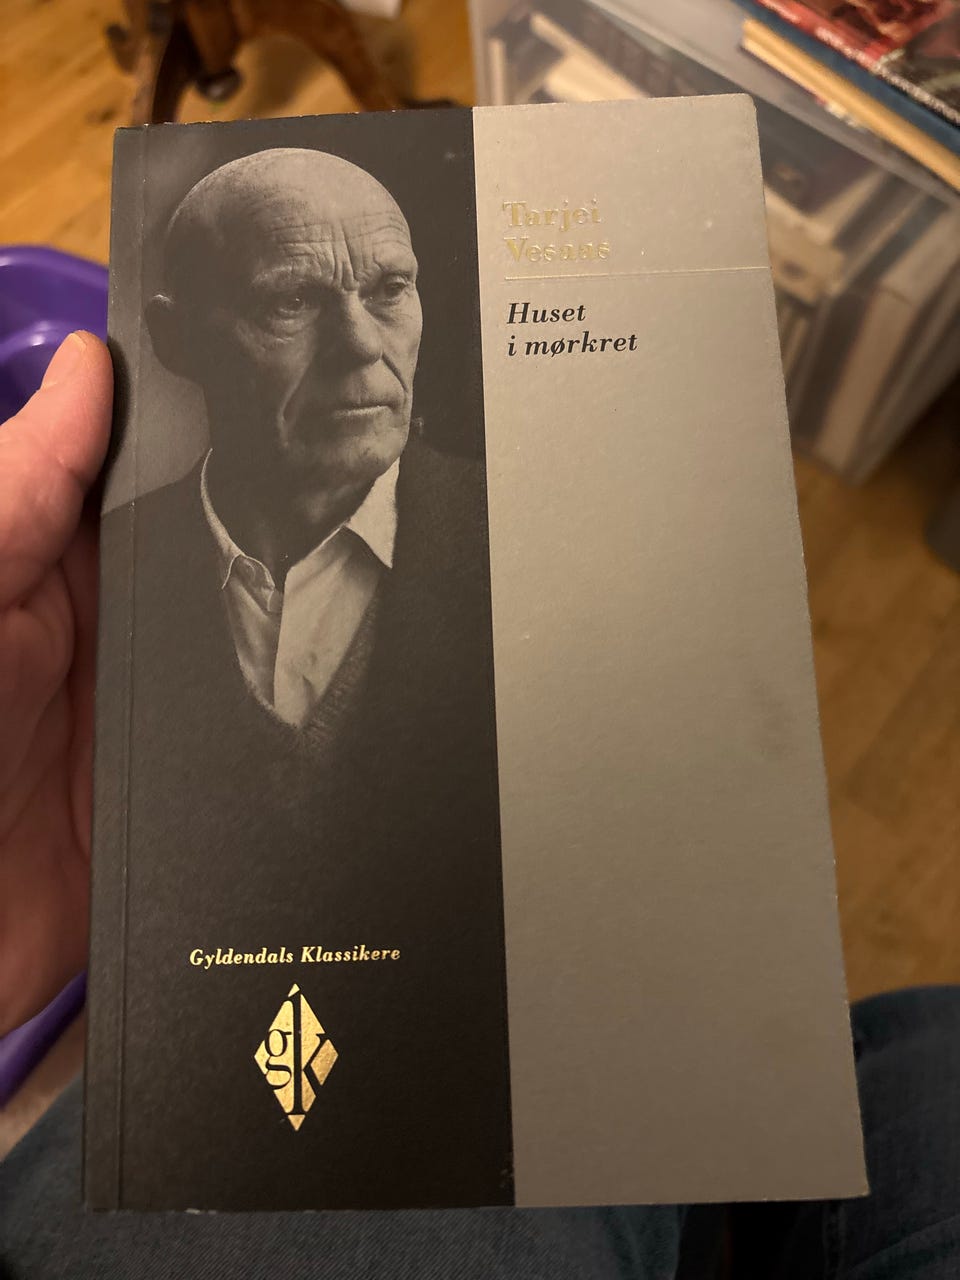 Tarjei
Vesaas
Huset
i mørkret
Gyldendals Klassikere
gk